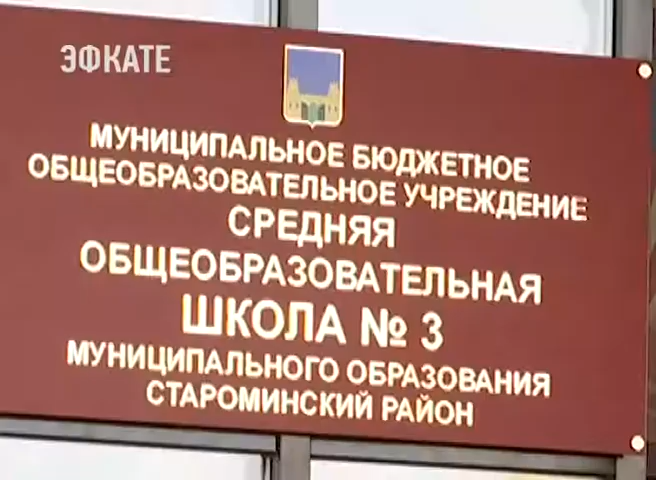 ЭФКАТЕ
МУНИЦИПАЛЬНОЕ БЮДЖЕТНОЕ
ОБЩЕОБРАЗОВАТЕЛЬНОЕ УЧРЕЖДЕНИЕ
СРЕДНЯЯ
ОБЩЕОБРАЗОВАТЕЛЬНАЯ
ШКОЛА № 3
МУНИЦИПАЛЬНОГО ОБРАЗОВАНИЯ
СТАРОМИНСКИЙ РАЙОН